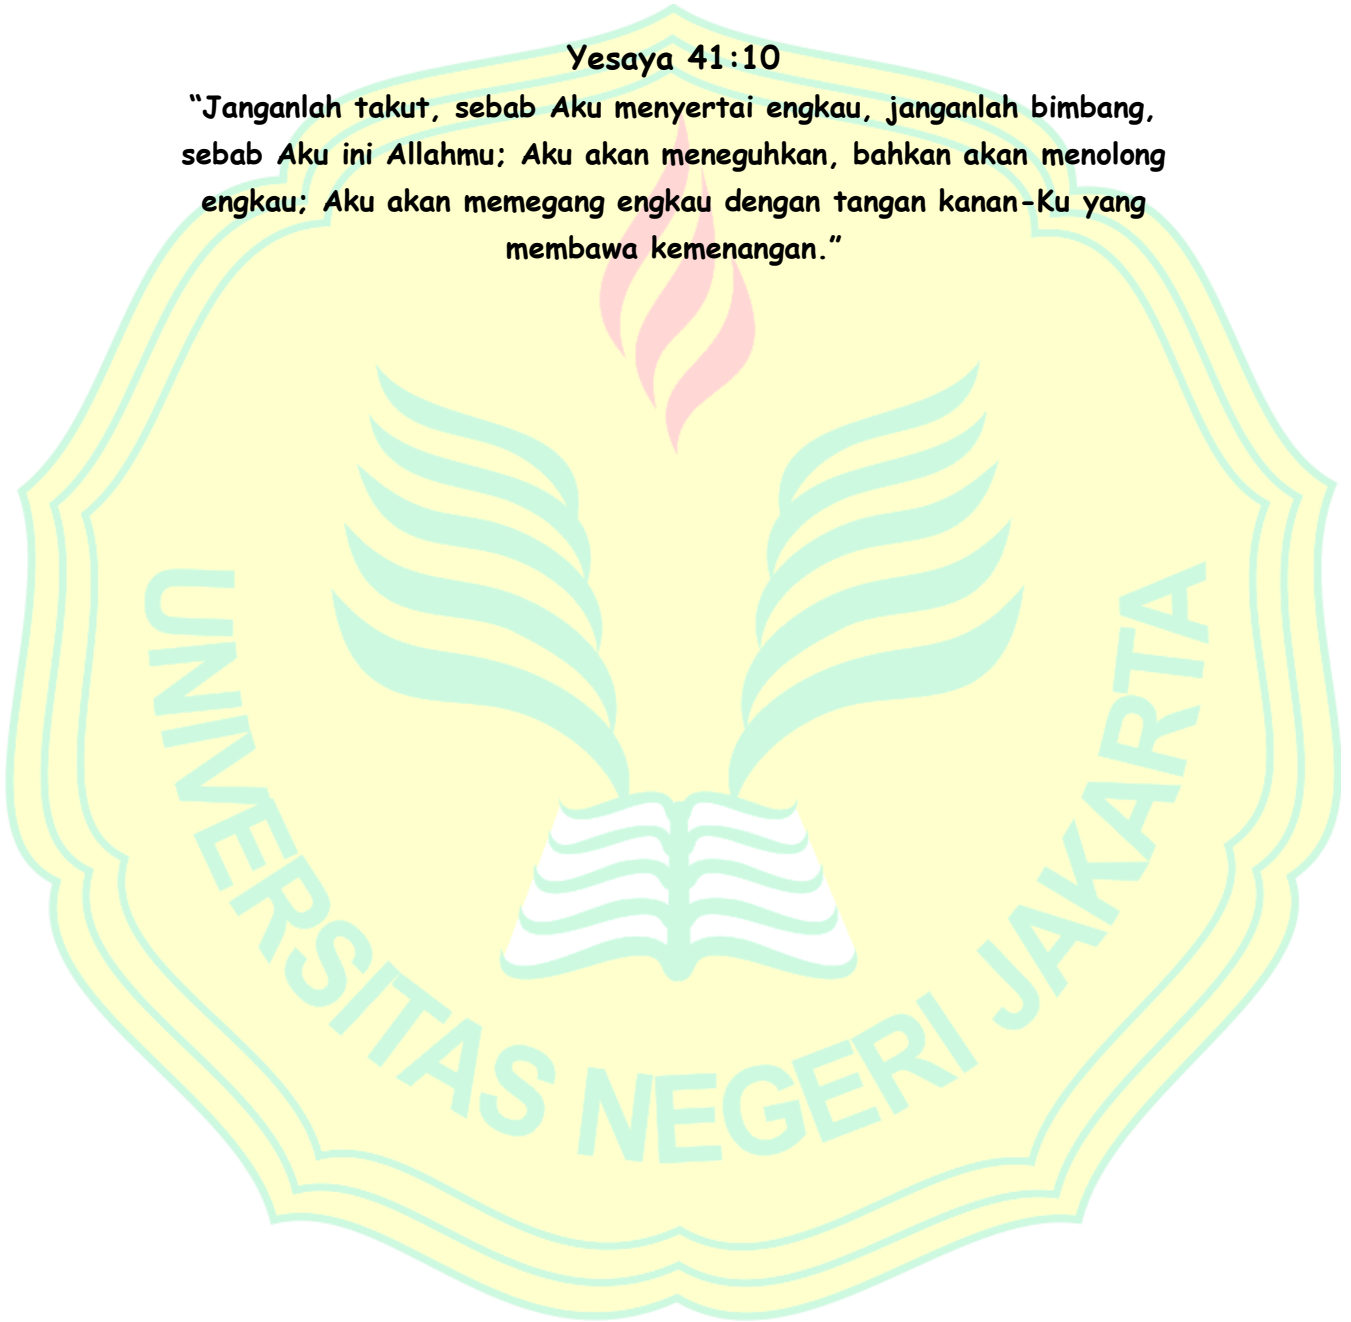 Yesaya 41:10
“Janganlah takut, sebab Aku menyertai engkau, janganlah bimbang,
sebab Aku ini Allahmu; Aku akan meneguhkan, bahkan akan menolong
engkau; Aku akan memegang engkau dengan tangan kanan-Ku yang
membawa kemenangan.”
UNIVERSITAS NEGERI JAKARTA